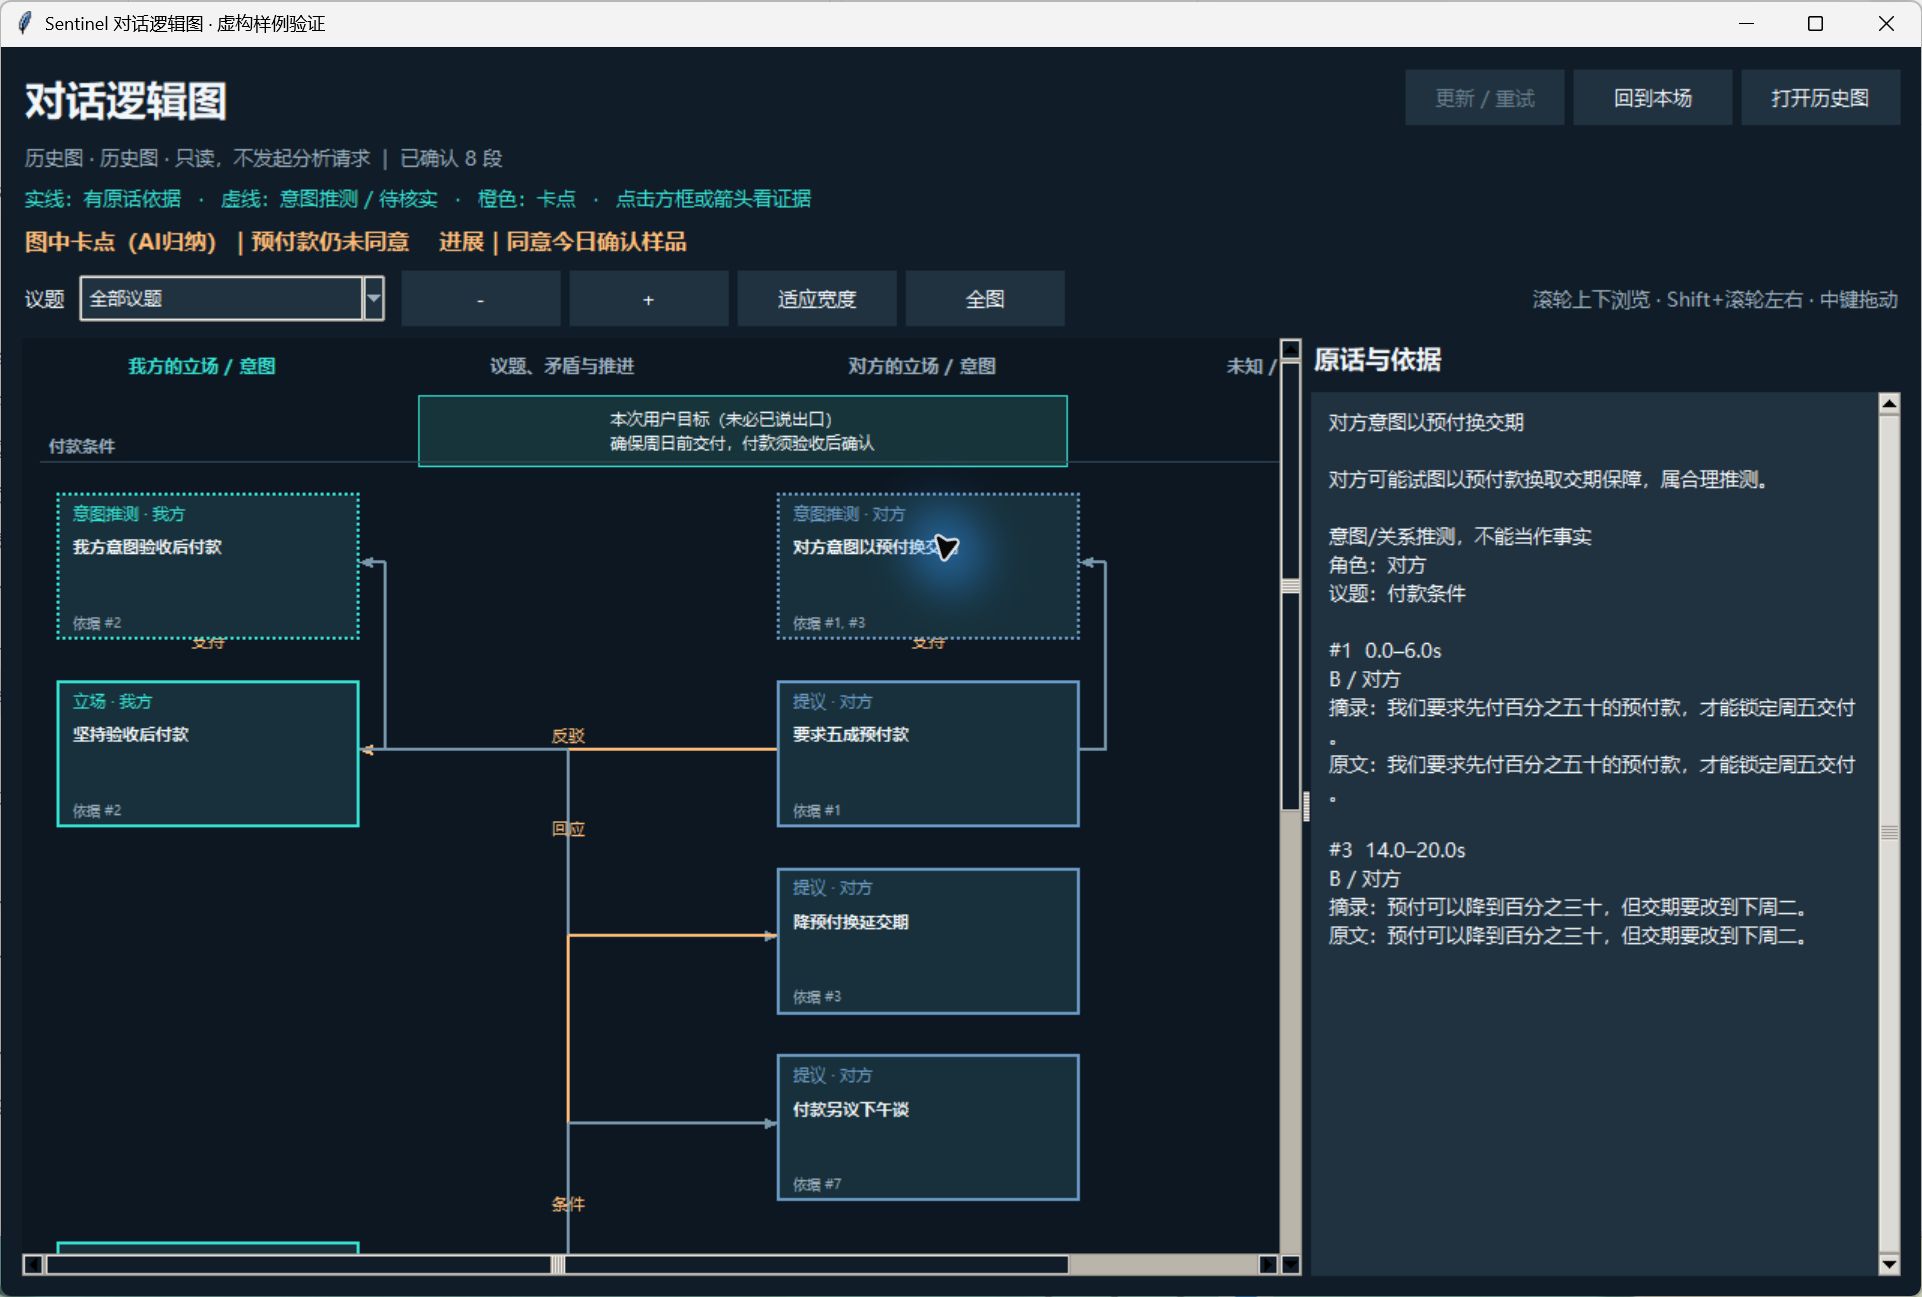 Sentinel 对话逻辑图 · 虚构样例验证
对话逻辑图
更新 / 重试
回到本场
打开历史图
历史图 · 历史图 · 只读，不发起分析请求 ｜ 已确认 8 段
实线：有原话依据 · 虚线：意图推测 / 待核实 · 橙色：卡点 · 点击方框或箭头看证据
图中卡点（AI归纳）｜预付款仍未同意 进展｜同意今日确认样品
议题
全部议题
-
+
适应宽度
全图
滚轮上下浏览 · Shift+滚轮左右 · 中键拖动
我方的立场 / 意图
议题、矛盾与推进
对方的立场 / 意图
未知 /
本次用户目标（未必已说出口）
确保周日前交付，付款须验收后确认
付款条件
意图推测 · 我方
我方意图验收后付款
依据 #2
支持
意图推测 · 对方
对方意图以预付换交期
依据 #1, #3
支持
立场 · 我方
坚持验收后付款
依据 #2
反驳
提议 · 对方
要求五成预付款
依据 #1
回应
提议 · 对方
降预付换延交期
依据 #3
提议 · 对方
付款另议下午谈
依据 #7
条件
原话与依据
对方意图以预付换交期
对方可能试图以预付款换取交期保障，属合理推测。
意图/关系推测，不能当作事实
角色：对方
议题：付款条件
#1 0.0–6.0s
B / 对方
摘录：我们要求先付百分之五十的预付款，才能锁定周五交付
。
原文：我们要求先付百分之五十的预付款，才能锁定周五交付
。
#3 14.0–20.0s
B / 对方
摘录：预付可以降到百分之三十，但交期要改到下周二。
原文：预付可以降到百分之三十，但交期要改到下周二。